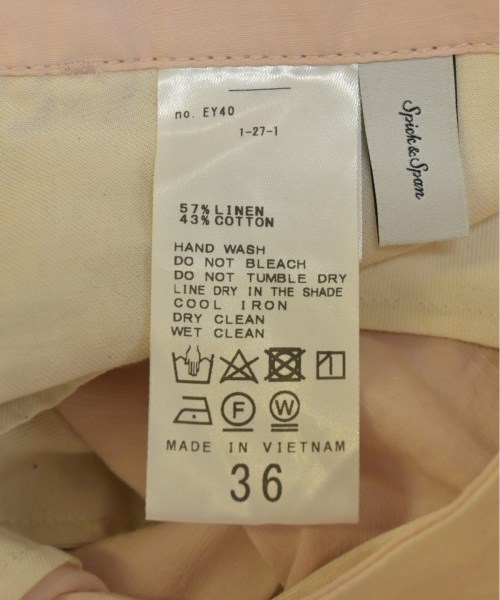 no. EY40
1-27-1
57% LINEN
43% COTTON
HAND WASH
DO NOT BLEACH
DO NOT TUMBLE DRY
LINE DRY IN THE SHADE
COOL IRON
DRY CLEAN
WET CLEAN
F W
MADE IN VIETNAM
36
Spick & Span